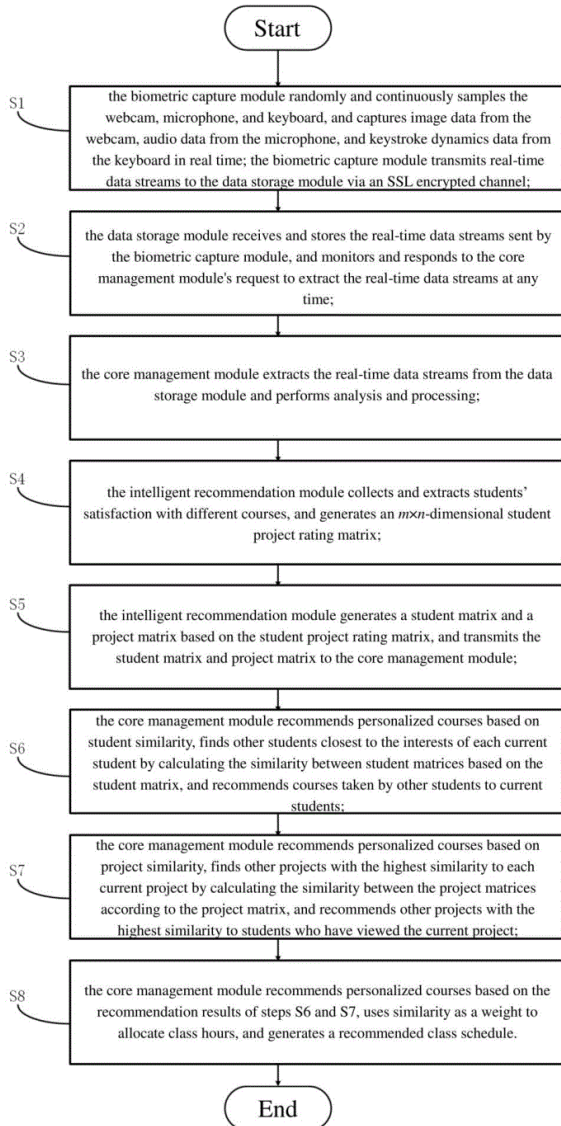 Start
S1
the biometric capture module randomly and continuously samples the
webcam, microphone, and keyboard, and captures image data from the
webcam, audio data from the microphone, and keystroke dynamics data from
the keyboard in real time; the biometric capture module transmits real-time
data streams to the data storage module via an SSL encrypted channel;
S2
the data storage module receives and stores the real-time data streams sent by
the biometric capture module, and monitors and responds to the core
management module's request to extract the real-time data streams at any
time;
S3
the core management module extracts the real-time data streams from the data
storage module and performs analysis and processing;
S4
the intelligent recommendation module collects and extracts students’
satisfaction with different courses, and generates an m×n-dimensional student
project rating matrix;
S5
the intelligent recommendation module generates a student matrix and a
project matrix based on the student project rating matrix, and transmits the
student matrix and project matrix to the core management module;
S6
the core management module recommends personalized courses based on
student similarity, finds other students closest to the interests of each current
student by calculating the similarity between student matrices based on the
student matrix, and recommends courses taken by other students to current
students;
S7
the core management module recommends personalized courses based on
project similarity, finds other projects with the highest similarity to each
current project by calculating the similarity between the project matrices
according to the project matrix, and recommends other projects with the
highest similarity to students who have viewed the current project;
S8
the core management module recommends personalized courses based on the
recommendation results of steps S6 and S7, uses similarity as a weight to
allocate class hours, and generates a recommended class schedule.
End